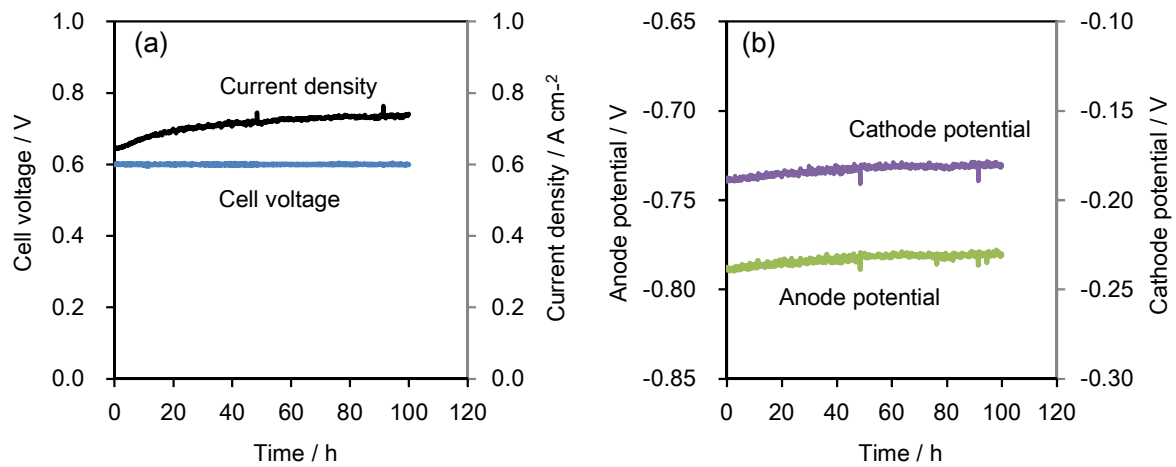 (a)
Current density
Cell voltage
Cell voltage / V
1.0
0.8
0.6
0.4
0.2
0.0
Current density / A cm-2
1.0
0.8
0.6
0.4
0.2
0.0
0 20 40 60 80 100 120
Time / h
(b)
Cathode potential
Anode potential
Anode potential / V
-0.65
-0.70
-0.75
-0.80
-0.85
Cathode potential / V
-0.10
-0.15
-0.20
-0.25
-0.30
0 20 40 60 80 100 120
Time / h